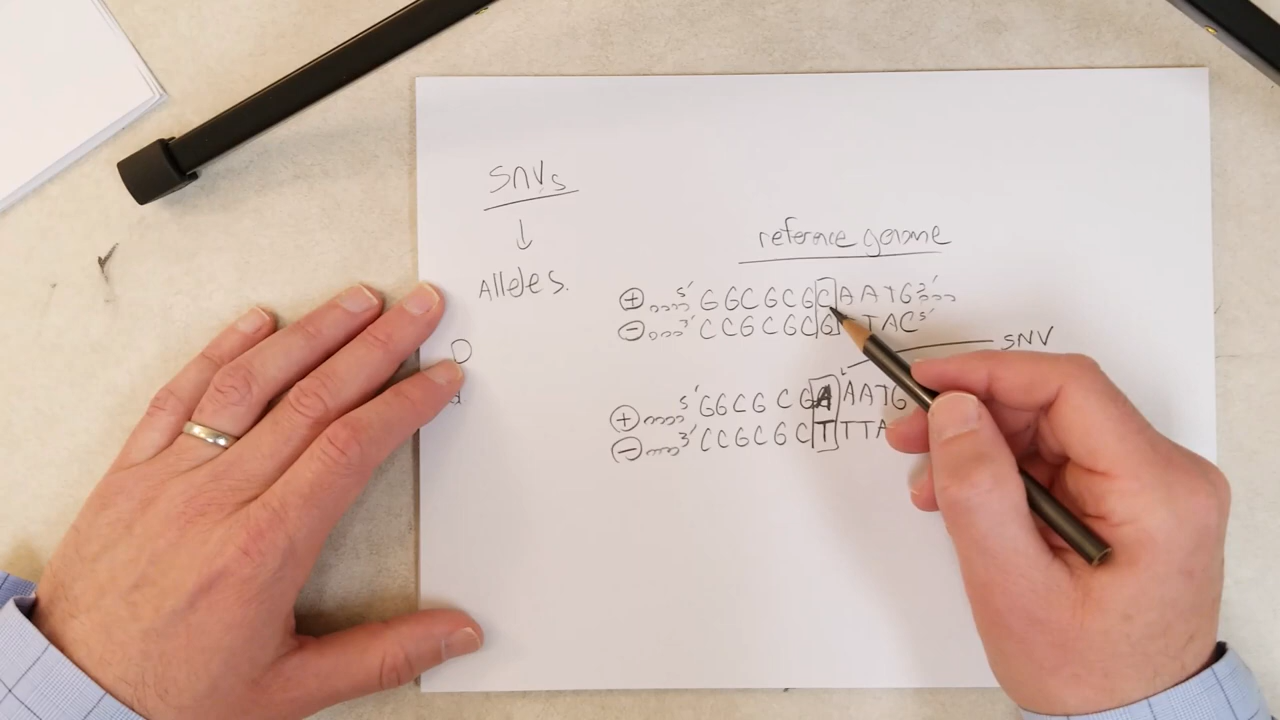 SNVs
↓
Alleles.
D
reference genome
⊕ 5' GGCGCGCAATG 3'
⊖ 3' CCGCGCG TAC 5'
SNV
⊕ 5' GGCGCGAAATG
⊖ 3' CCGCGCTTTA